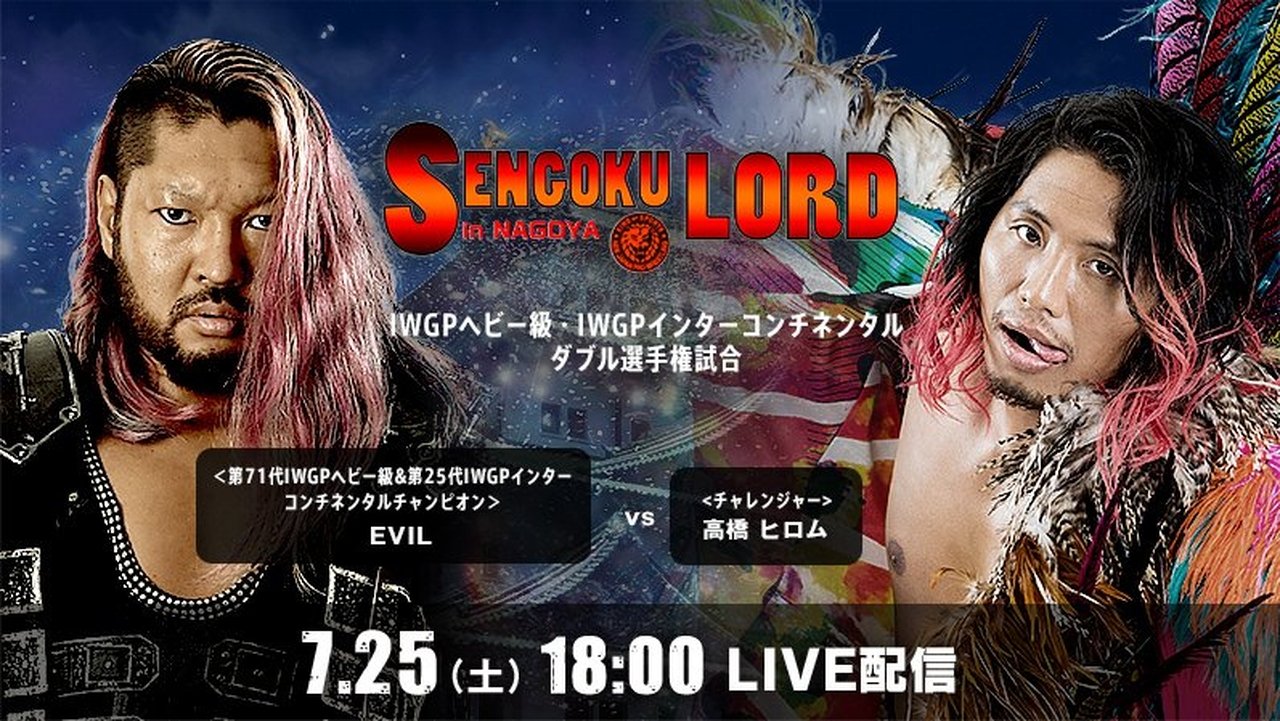 SENGOKU LORD
in NAGOYA
IWGPヘビー級・IWGPインターコンチネンタル
ダブル選手権試合
<第71代IWGPヘビー級&第25代IWGPインター
コンチネンタルチャンピオン>
EVIL
vs
<チャレンジャー>
高橋 ヒロム
7.25(土) 18:00 LIVE配信